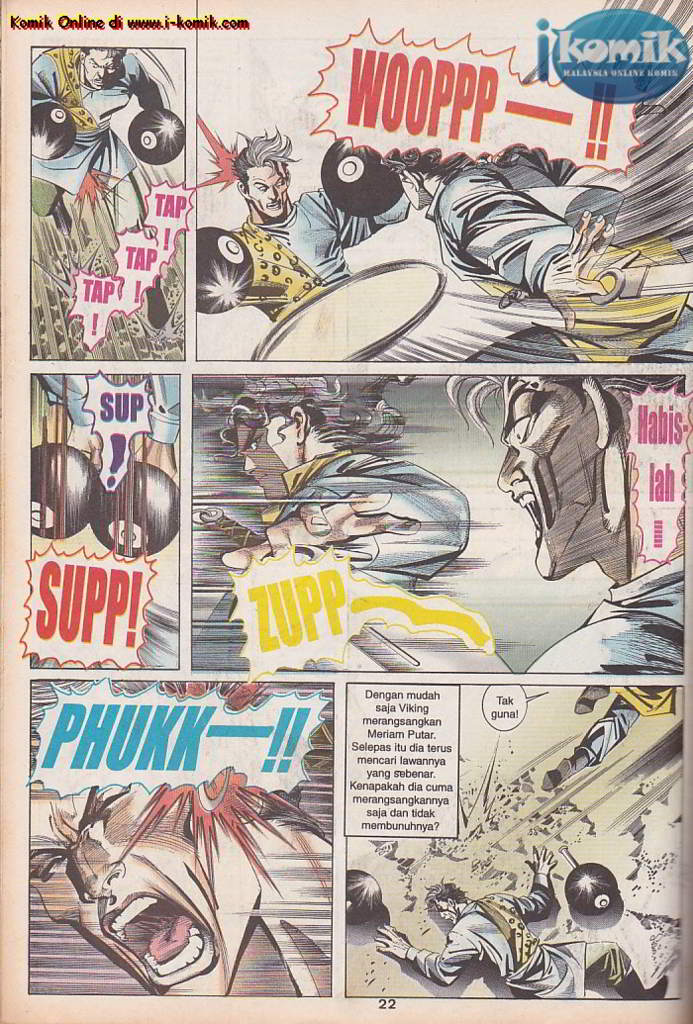 Komik Online di www.i-komik.com
ikomik
MALAYSIA ONLINE KOMIK
TAP
!
TAP
!
TAP
!
WOOPPP—!!
SUP
!
SUPP!
ZUPP
Habis-
lah
!!
PHUKK—!!
Dengan mudah
saja Viking
merangsangkan
Meriam Putar.
Selepas itu dia terus
mencari lawannya
yang sebenar.
Kenapakah dia cuma
merangsangkannya
saja dan tidak
membunuhnya?
Tak
guna!
22